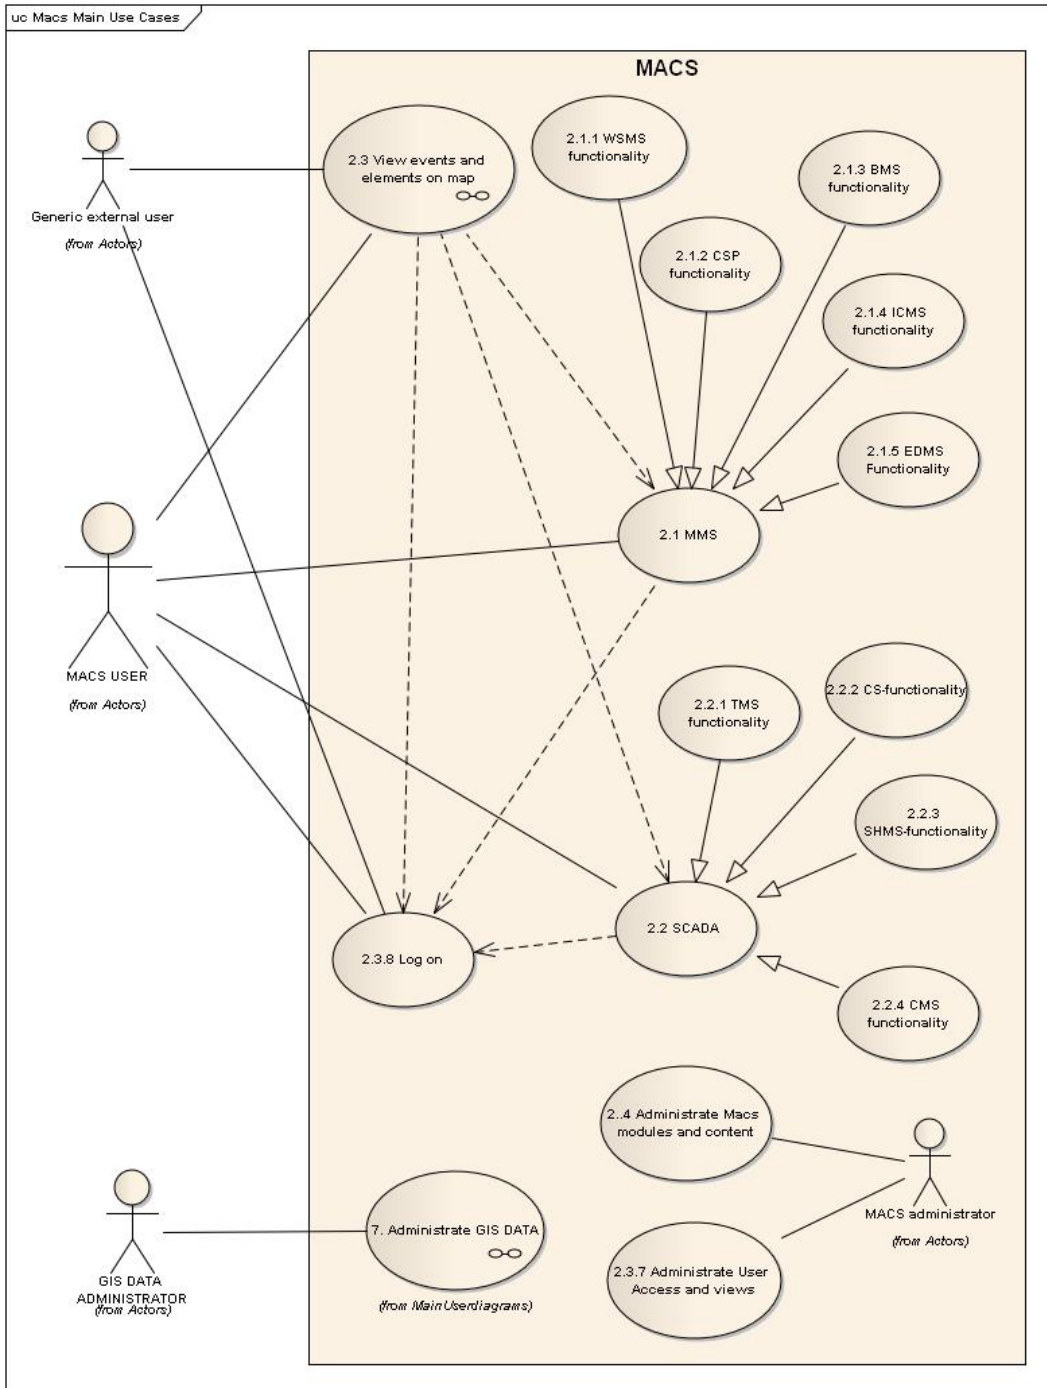 uc Macs Main Use Cases
MACS
2.3 View events and
elements on map
2.1.1 WSMS
functionality
2.1.3 BMS
functionality
Generic external user
(from Actors)
2.1.2 CSP
functionality
2.1.4 ICMS
functionality
2.1.5 EDMS
Functionality
2.1 MMS
MACS USER
(from Actors)
2.2.1 TMS
functionality
2.2.2 CS-functionality
2.2.3
SHMS-functionality
2.2 SCADA
2.3.8 Log on
2.2.4 CMS
functionality
2..4 Administrate Macs
modules and content
MACS administrator
(from Actors)
7. Administrate GIS DATA
(from MainUserdiagrams)
GIS DATA
ADMINISTRATOR
(from Actors)
2.3.7 Administrate User
Access and views